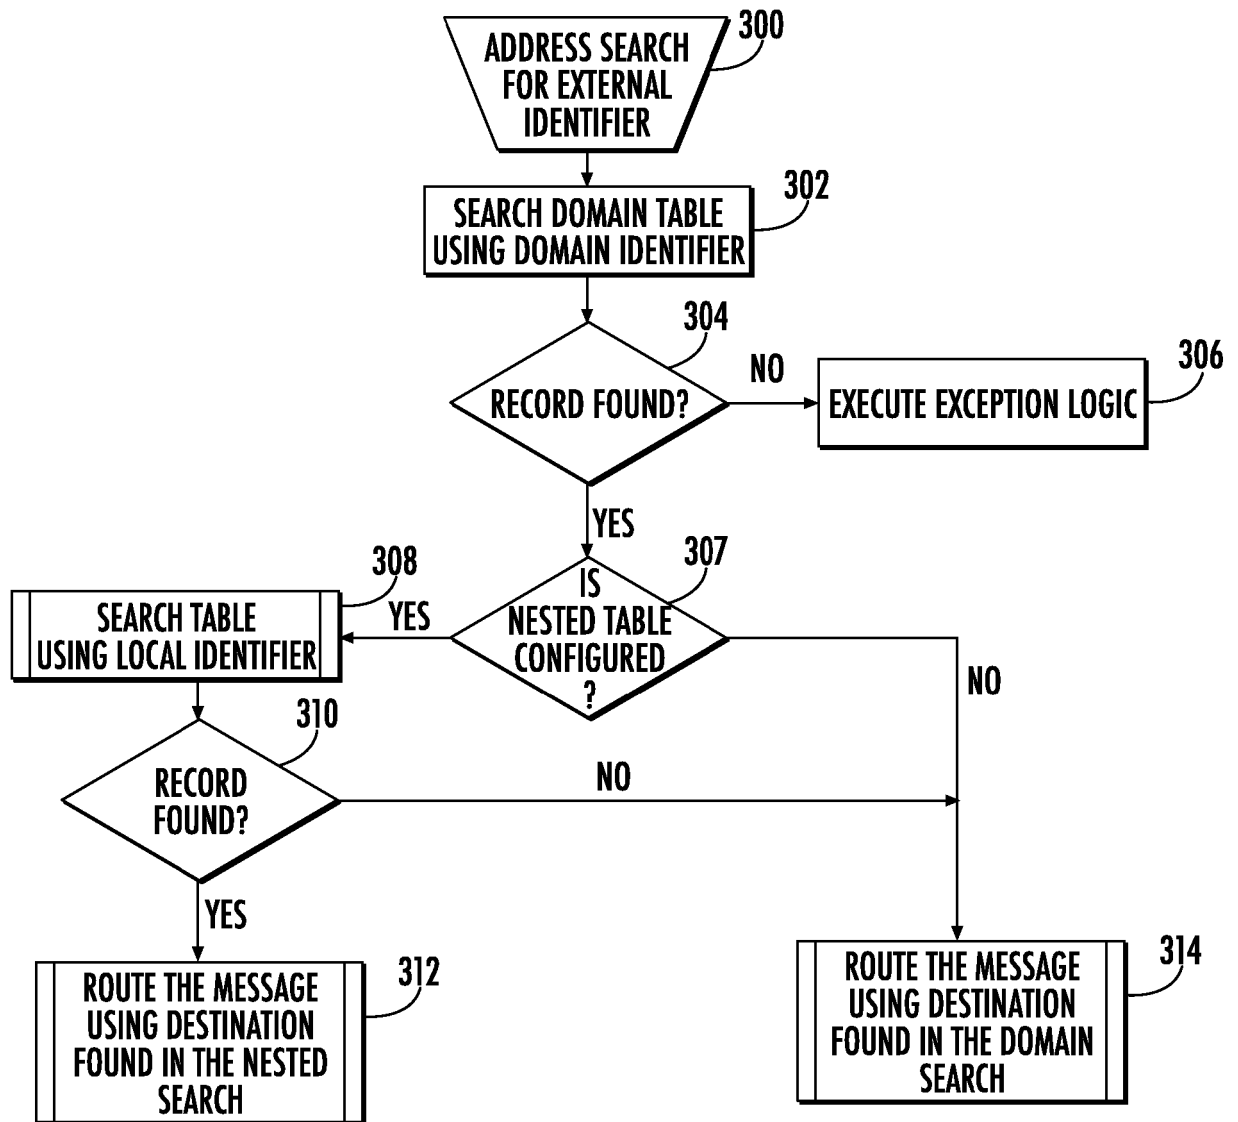 300
ADDRESS SEARCH
FOR EXTERNAL
IDENTIFIER
302
SEARCH DOMAIN TABLE
USING DOMAIN IDENTIFIER
304
RECORD FOUND?
NO
306
EXECUTE EXCEPTION LOGIC
YES
307
IS
NESTED TABLE
CONFIGURED
?
YES
NO
308
SEARCH TABLE
USING LOCAL IDENTIFIER
310
RECORD
FOUND?
NO
YES
312
ROUTE THE MESSAGE
USING DESTINATION
FOUND IN THE NESTED
SEARCH
314
ROUTE THE MESSAGE
USING DESTINATION
FOUND IN THE DOMAIN
SEARCH